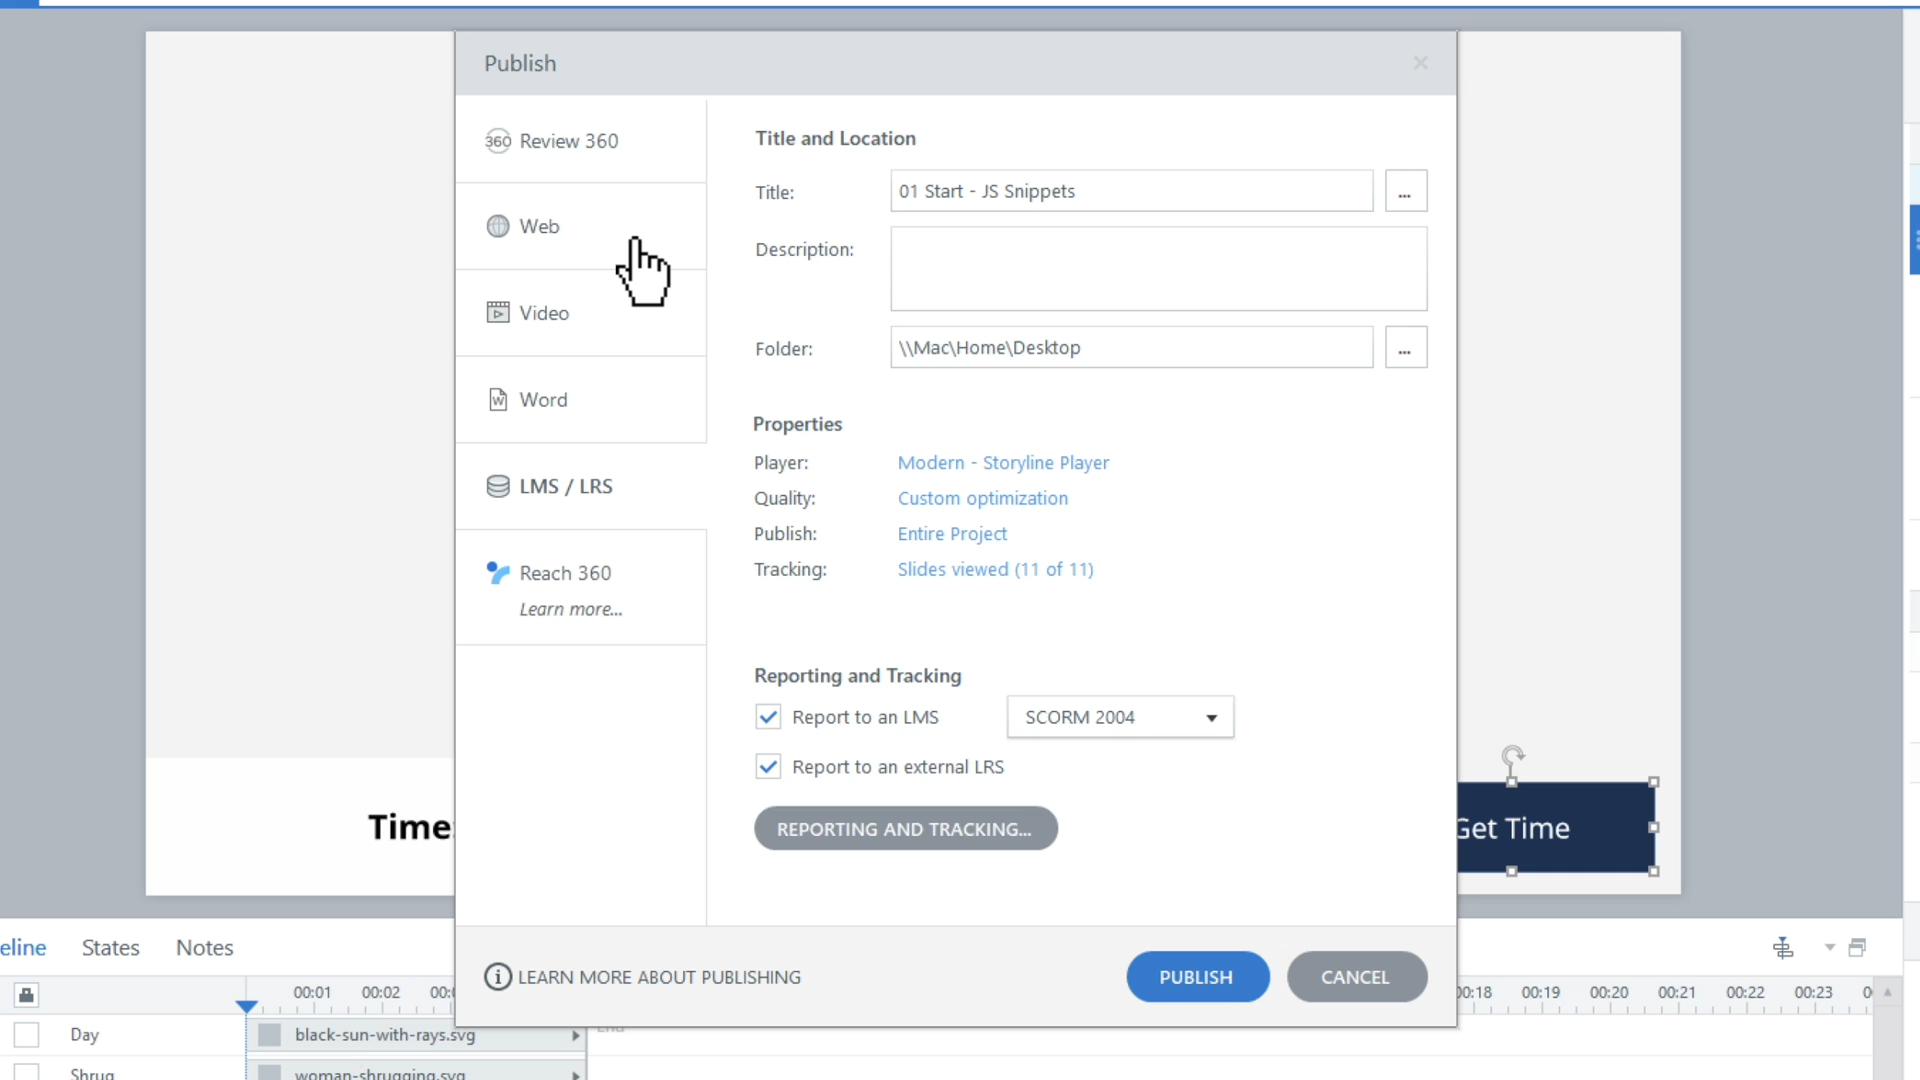 Publish
360 Review 360
Web
Video
W Word
LMS / LRS
Reach 360
Learn more...
Title and Location
Title: 01 Start - JS Snippets ...
Description:
Folder: \\Mac\Home\Desktop ...
Properties
Player: Modern - Storyline Player
Quality: Custom optimization
Publish: Entire Project
Tracking: Slides viewed (11 of 11)
Reporting and Tracking
Report to an LMS SCORM 2004
Report to an external LRS
REPORTING AND TRACKING...
LEARN MORE ABOUT PUBLISHING
PUBLISH CANCEL
Time:
Get Time
eline States Notes
00:01 00:02 00: 00:18 00:19 00:20 00:21 00:22 00:23
Day black-sun-with-rays.svg
Shrug woman-shrugging.svg